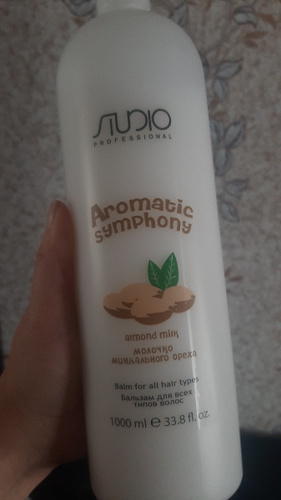 STUDIO
PROFESSIONAL
Aromatic
symphony
almond milk
молочко
миндального ореха
Balm for all hair types
Бальзам для всех
типов волос
1000 ml ℮ 33.8 fl. oz.